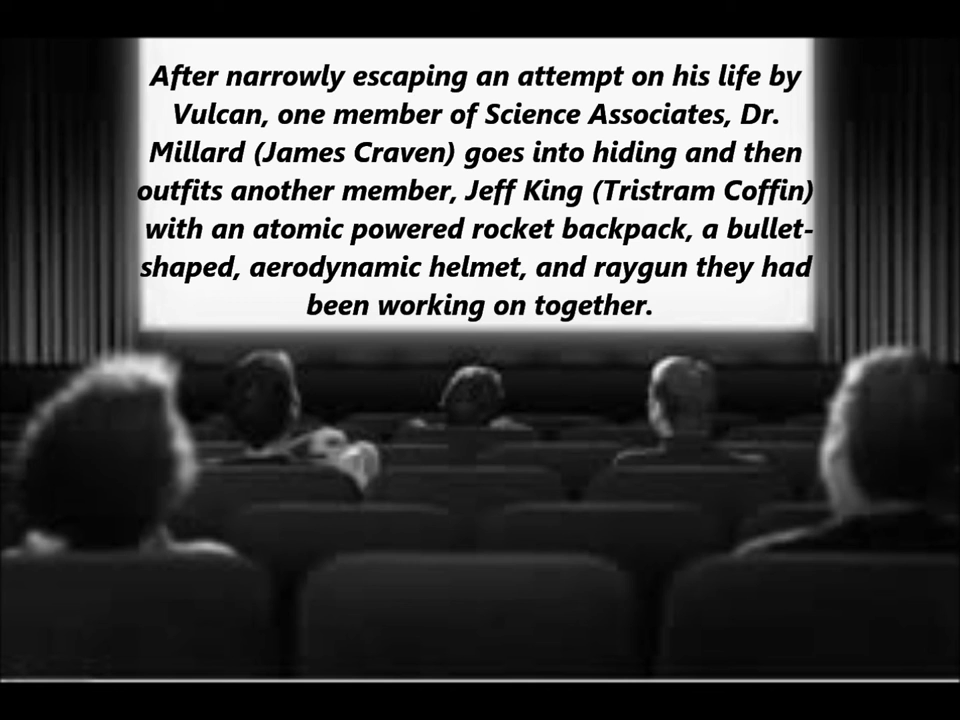 After narrowly escaping an attempt on his life by
Vulcan, one member of Science Associates, Dr.
Millard (James Craven) goes into hiding and then
outfits another member, Jeff King (Tristram Coffin)
with an atomic powered rocket backpack, a bullet-
shaped, aerodynamic helmet, and raygun they had
been working on together.